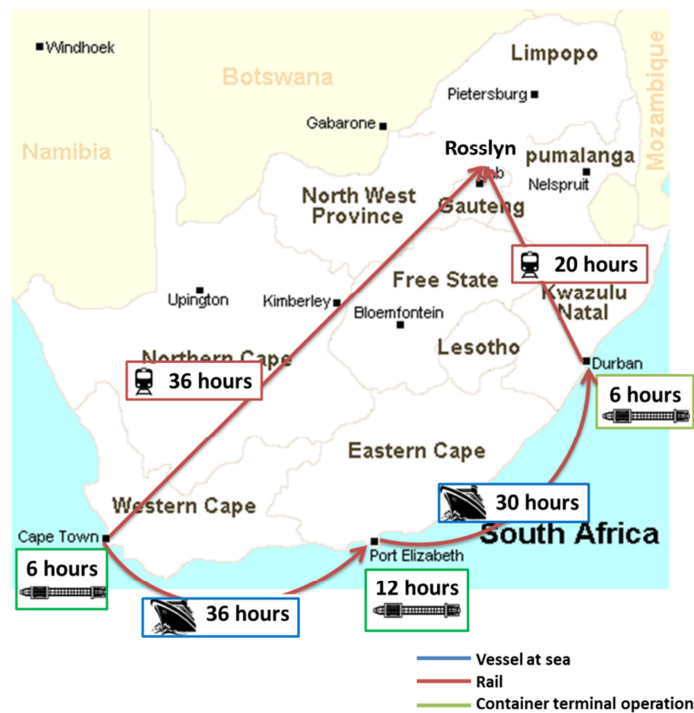 Windhoek
Limpopo
Mozambique
Botswana
Pietersburg
Gabarone
Namibia
Rosslyn
pumalanga
Nelspruit
North West
Province
Gauteng
20 hours
Free State
Kwazulu
Natal
Upington
Kimberley
Bloemfontein
Lesotho
Northern Cape
Durban
36 hours
6 hours
Eastern Cape
30 hours
Western Cape
South Africa
Cape Town
Port Elizabeth
6 hours
12 hours
36 hours
Vessel at sea
Rail
Container terminal operation